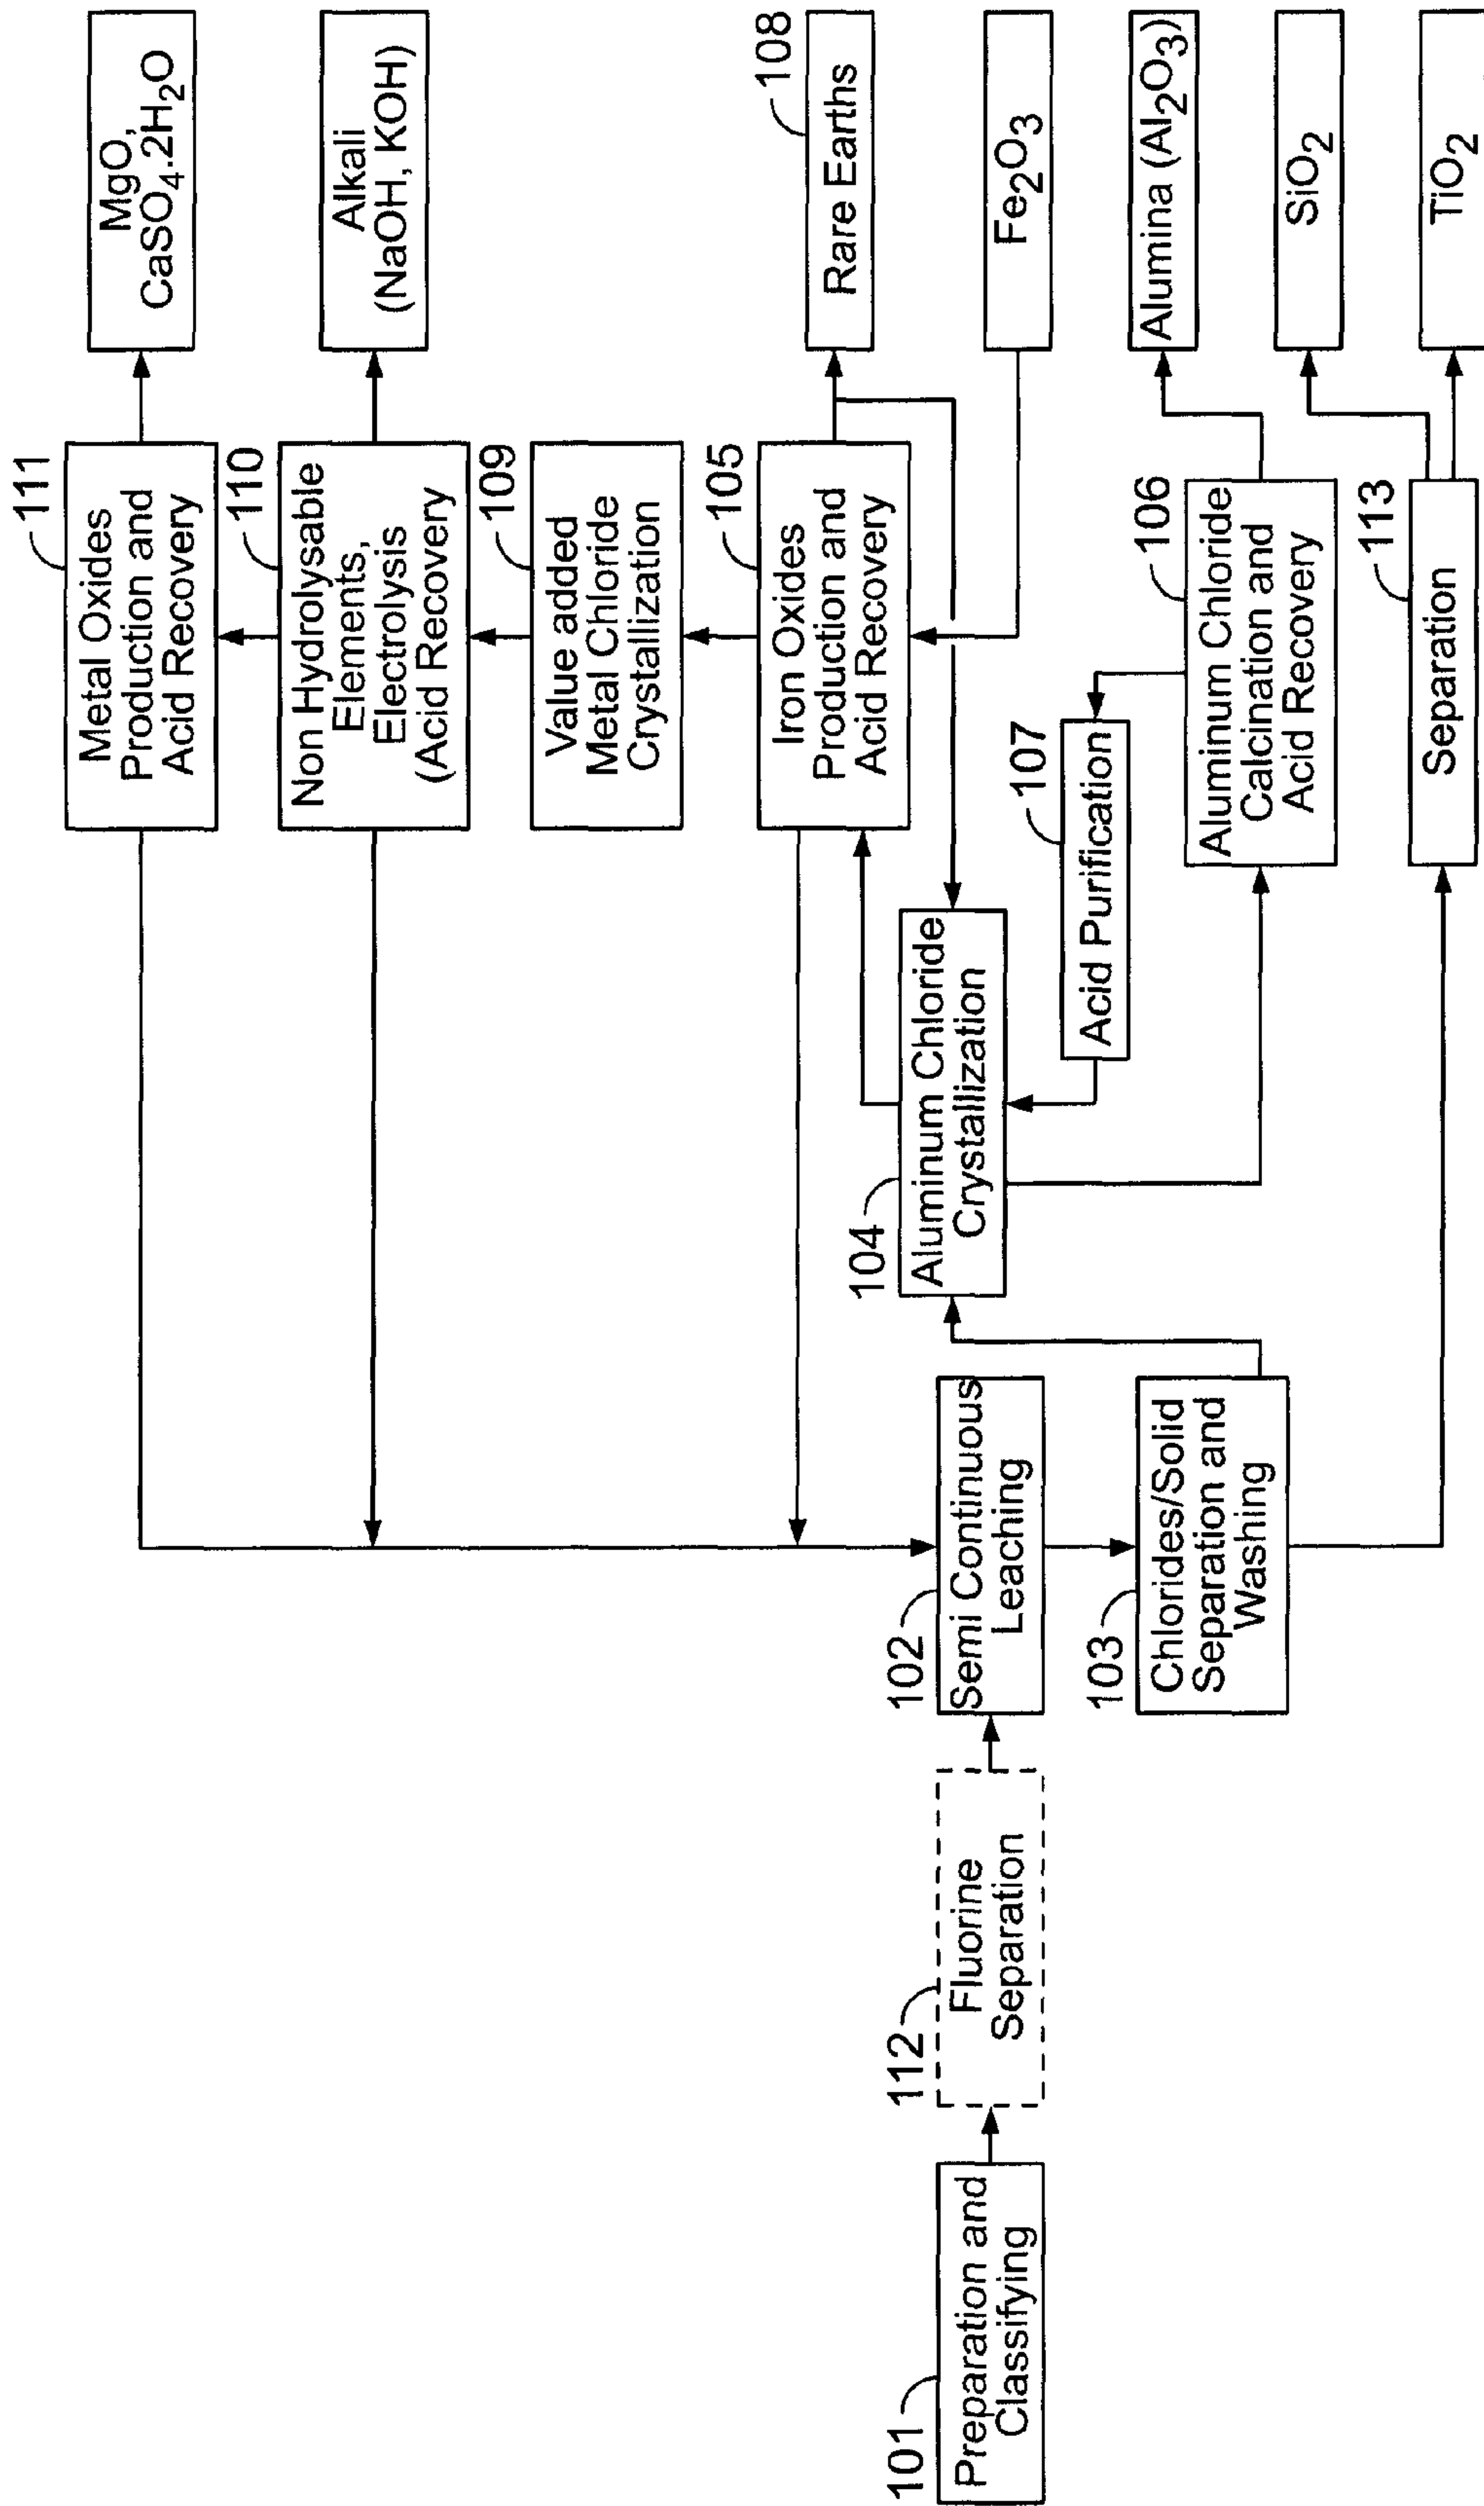 111
Metal Oxides
Production and
Acid Recovery
MgO,
CaSO4.2H2O
110
Non Hydrolysable
Elements,
Electrolysis
(Acid Recovery
Alkali
(NaOH, KOH)
109
Value added
Metal Chloride
Crystallization
105
Iron Oxides
Production and
Acid Recovery
108
Rare Earths
Fe2O3
104
Aluminum Chloride
Crystallization
107
Acid Purification
106
Aluminum Chloride
Calcination and
Acid Recovery
Alumina (Al2O3)
101
Preparation and
Classifying
112
Fluorine
Separation
102
Semi Continuous
Leaching
103
Chlorides/Solid
Separation and
Washing
113
Separation
SiO2
TiO2